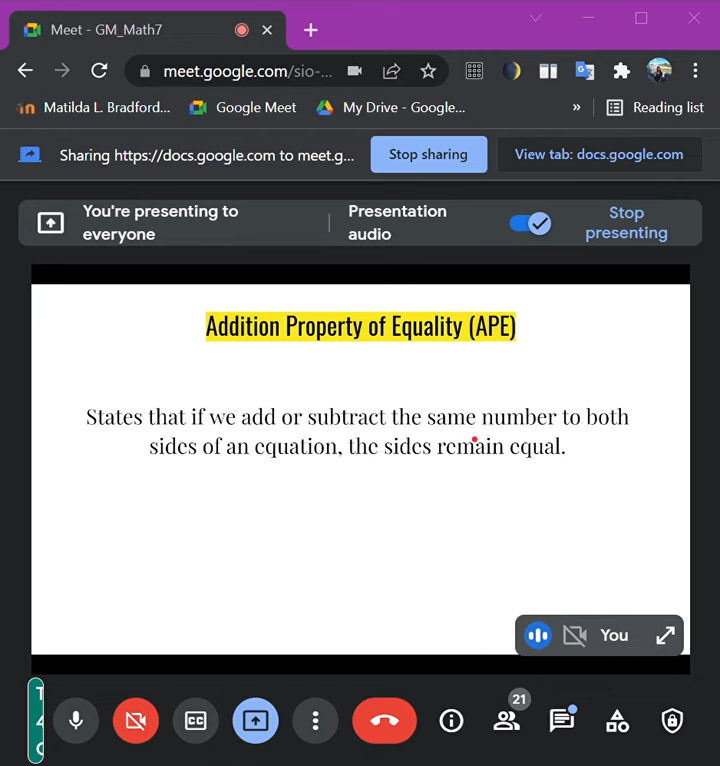 Meet - GM_Math7
meet.google.com/sio-...
Matilda L. Bradford... Google Meet My Drive - Google... » Reading list
Sharing https://docs.google.com to meet.g... Stop sharing View tab: docs.google.com
You're presenting to everyone
Presentation audio
Stop presenting
Addition Property of Equality (APE)
States that if we add or subtract the same number to both
sides of an equation, the sides remain equal.
You
21
CC